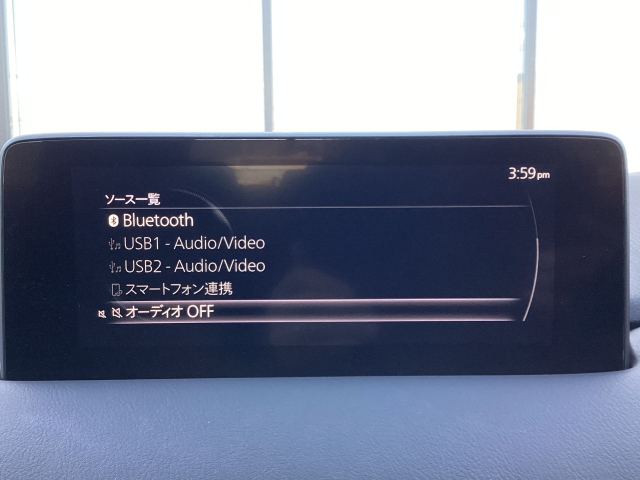 3:59pm
ソース一覧
Bluetooth
USB1 - Audio/Video
USB2 - Audio/Video
スマートフォン連携
オーディオ OFF